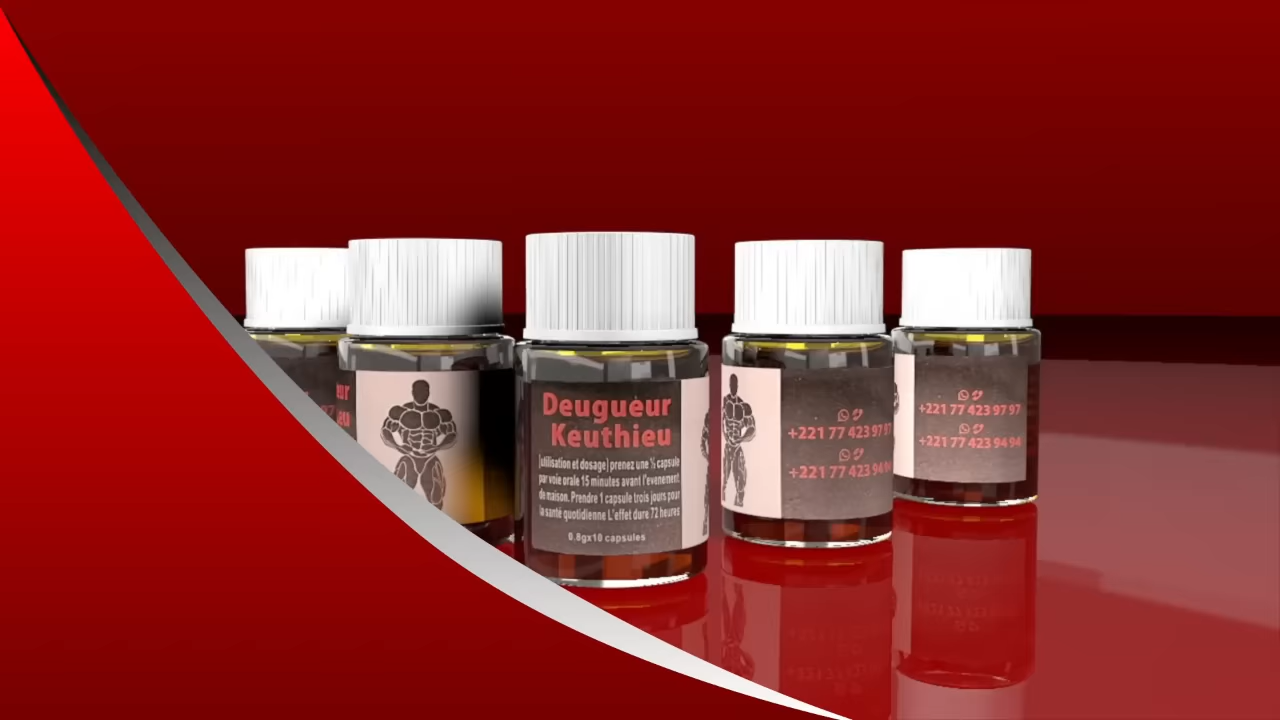 eur
ieu
Deugueur
Keuthieu
[utilisation et dosage] prenez une ½ capsule
par voie orale 15 minutes avant l'evenement
de maison. Prendre 1 capsule trois jours pour
la santé quotidienne L'effet dure 72 heures
0.8gx10 capsules
+221 77 423 97 97
+221 77 423 94 94
+221 77 423 97 97
+221 77 423 94 94